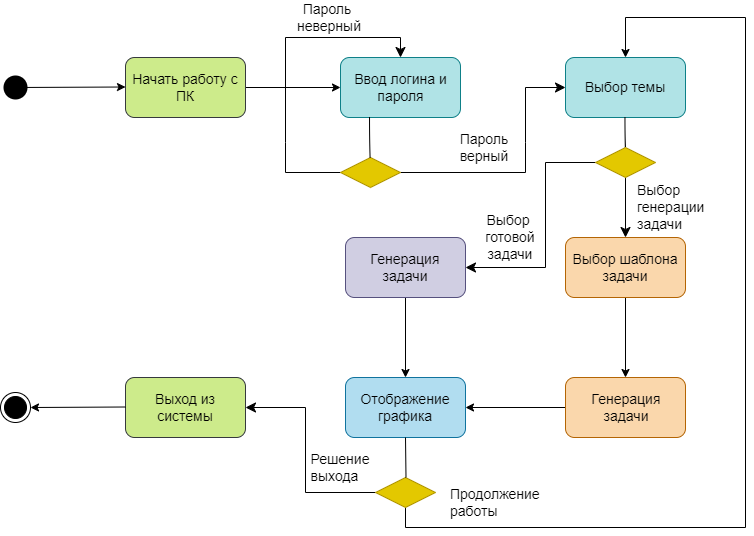 Пароль
неверный
Начать работу с
ПК
Ввод логина и
пароля
Выбор темы
Пароль
верный
Выбор
генерации
задачи
Выбор
готовой
задачи
Генерация
задачи
Выбор шаблона
задачи
Выход из
системы
Отображение
графика
Генерация
задачи
Решение
выхода
Продолжение
работы